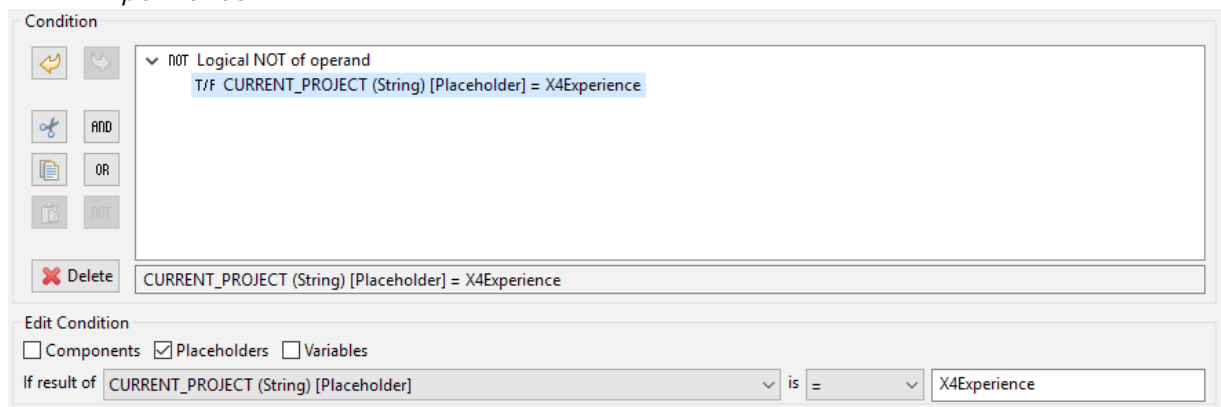 Condition
NOT Logical NOT of operand
T/F CURRENT_PROJECT (String) [Placeholder] = X4Experience
AND
OR
NOT
Delete
CURRENT_PROJECT (String) [Placeholder] = X4Experience
Edit Condition
Components Placeholders Variables
If result of CURRENT_PROJECT (String) [Placeholder] is = X4Experience